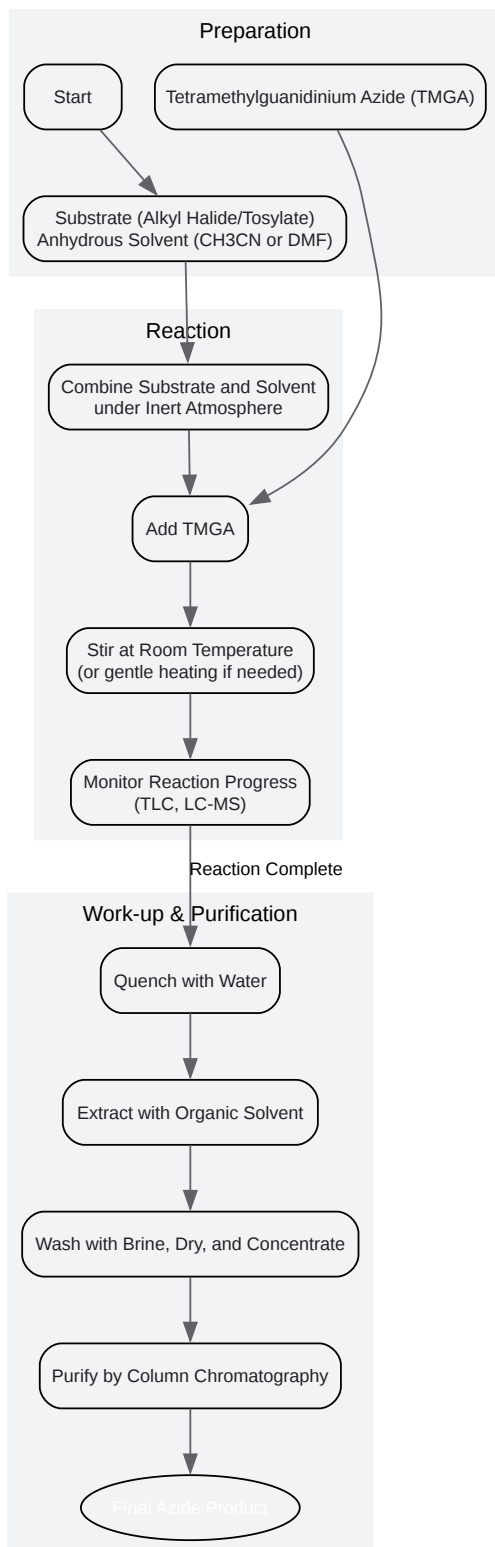 Preparation
Start
Tetramethylguanidinium Azide (TMGA)
Substrate (Alkyl Halide/Tosylate)
Anhydrous Solvent (CH3CN or DMF)
Reaction
Combine Substrate and Solvent
under Inert Atmosphere
Add TMGA
Stir at Room Temperature
(or gentle heating if needed)
Monitor Reaction Progress
(TLC, LC-MS)
Reaction Complete
Work-up & Purification
Quench with Water
Extract with Organic Solvent
Wash with Brine, Dry, and Concentrate
Purify by Column Chromatography
Final Azide Product